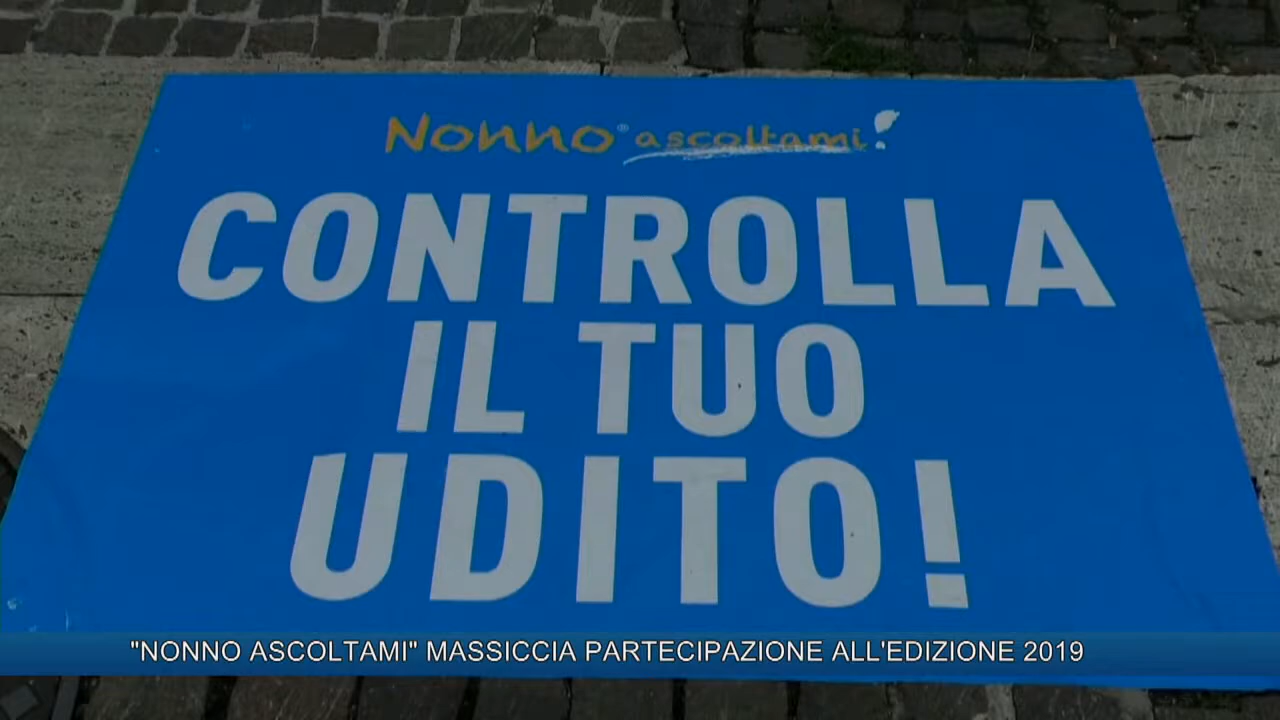 Nonno® ascoltami!
CONTROLLA
IL TUO
UDITO!
"NONNO ASCOLTAMI" MASSICCIA PARTECIPAZIONE ALL'EDIZIONE 2019